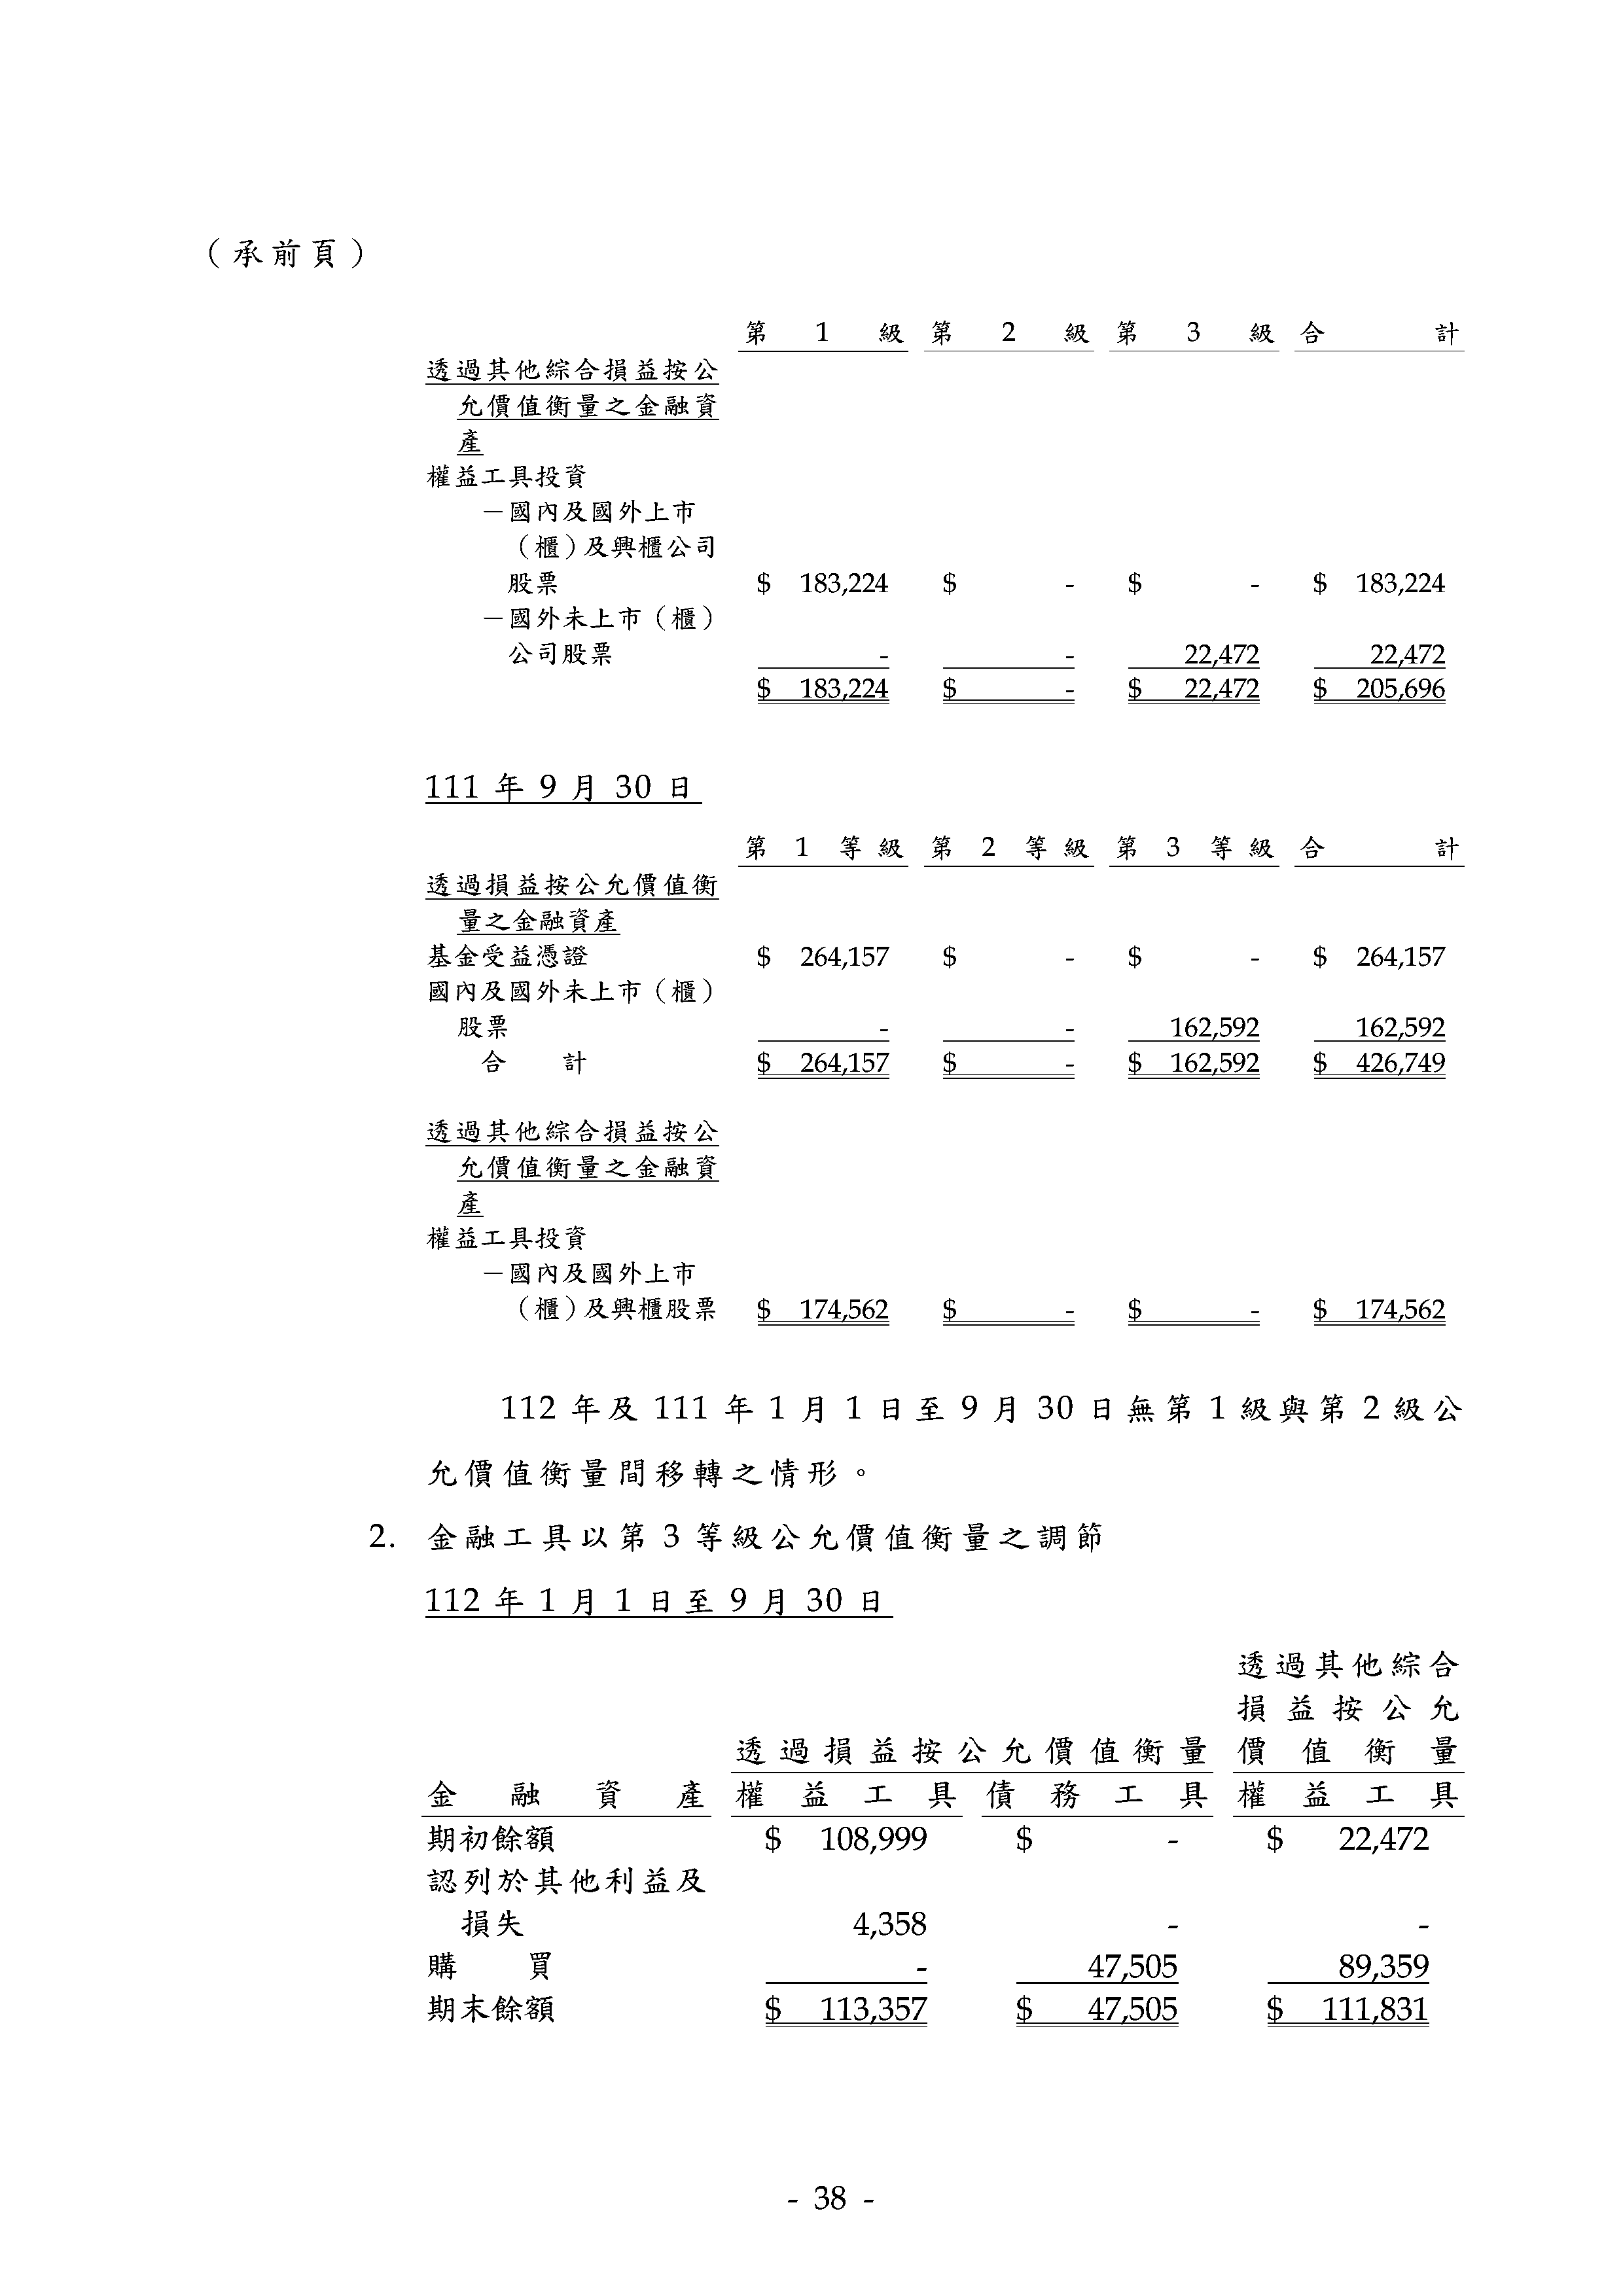 （承前頁）
第1級 第2級 第3級 合計
透過其他綜合損益按公
允價值衡量之金融資
產
權益工具投資
－國內及國外上市
（櫃）及興櫃公司
股票 $ 183,224 $ - $ - $ 183,224
－國外未上市（櫃）
公司股票 - - 22,472 22,472
$ 183,224 $ - $ 22,472 $ 205,696
111 年 9 月 30 日
第1等級 第2等級 第3等級 合計
透過損益按公允價值衡
量之金融資產
基金受益憑證 $ 264,157 $ - $ - $ 264,157
國內及國外未上市（櫃）
股票 - - 162,592 162,592
合計 $ 264,157 $ - $ 162,592 $ 426,749
透過其他綜合損益按公
允價值衡量之金融資
產
權益工具投資
－國內及國外上市
（櫃）及興櫃股票 $ 174,562 $ - $ - $ 174,562
112 年及 111 年 1 月 1 日至 9 月 30 日無第 1 級與第 2 級公
允價值衡量間移轉之情形。
2. 金融工具以第 3 等級公允價值衡量之調節
112 年 1 月 1 日至 9 月 30 日
透過其他綜合
損益按公允
透過損益按公允價值衡量 價值衡量
金融資產 權益工具 債務工具 權益工具
期初餘額 $ 108,999 $ - $ 22,472
認列於其他利益及
損失 4,358 - -
購買 - 47,505 89,359
期末餘額 $ 113,357 $ 47,505 $ 111,831
- 38 -